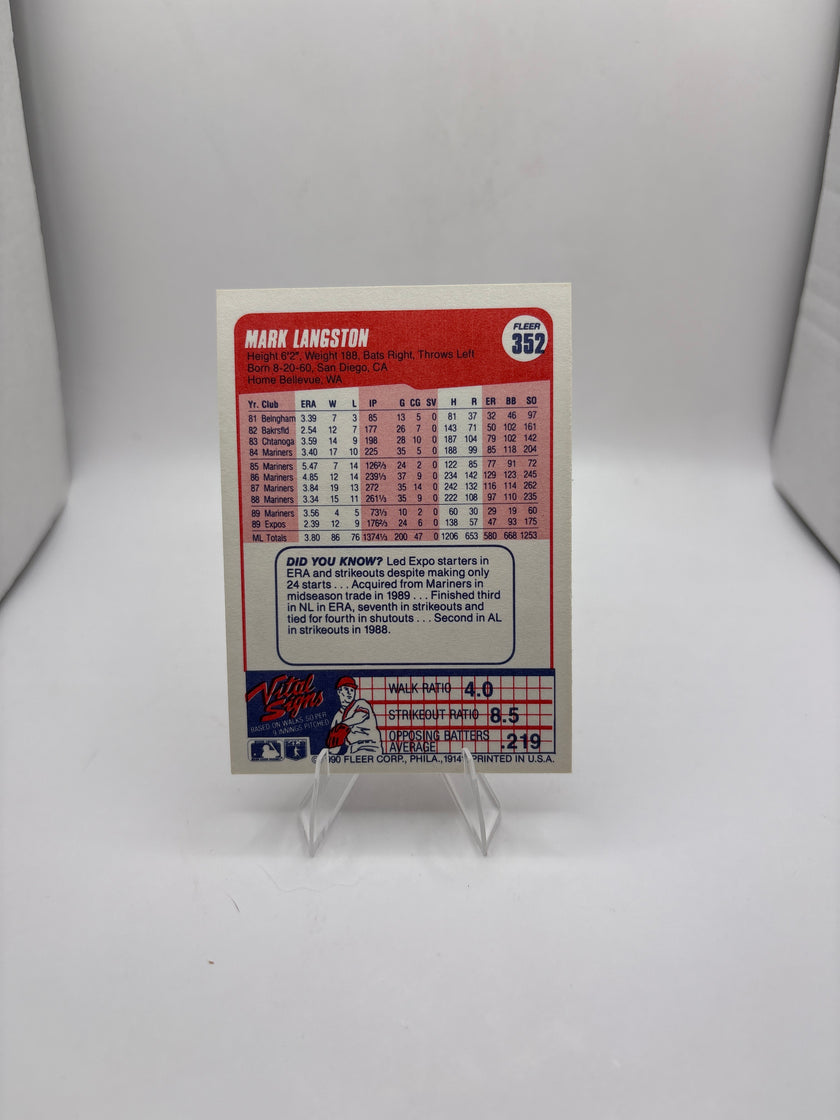 MARK LANGSTON
FLEER
352
Height 6'2", Weight 188, Bats Right, Throws Left
Born 8-20-60, San Diego, CA
Home Bellevue, WA
Yr. Club ERA W L IP G CG SV H R ER BB SO
81 Belngham 3.39 7 3 85 13 5 0 81 37 32 46 97
82 Bakrsfld 2.54 12 7 177 26 7 0 143 71 50 102 161
83 Chtanoga 3.59 14 9 198 28 10 0 187 104 79 102 142
84 Mariners 3.40 17 10 225 35 5 0 188 99 85 118 204
85 Mariners 5.47 7 14 126⅔ 24 2 0 122 85 77 91 72
86 Mariners 4.85 12 14 239⅓ 37 9 0 234 142 129 123 245
87 Mariners 3.84 19 13 272 35 14 0 242 132 116 114 262
88 Mariners 3.34 15 11 261⅓ 35 9 0 222 108 97 110 235
89 Mariners 3.56 4 5 73⅓ 10 2 0 60 30 29 19 60
89 Expos 2.39 12 9 176⅔ 24 6 0 138 57 47 93 175
ML Totals 3.80 86 76 1374⅓ 200 47 0 1206 653 580 668 1253
DID YOU KNOW? Led Expo starters in
ERA and strikeouts despite making only
24 starts . . . Acquired from Mariners in
midseason trade in 1989 . . . Finished third
in NL in ERA, seventh in strikeouts and
tied for fourth in shutouts . . . Second in AL
in strikeouts in 1988.
Vital
Signs
BASED ON WALKS, SO PER
9 INNINGS PITCHED
WALK RATIO 4.0
STRIKEOUT RATIO 8.5
OPPOSING BATTERS
AVERAGE .219
FLEER CORP., PHILA., PRINTED IN U.S.A.